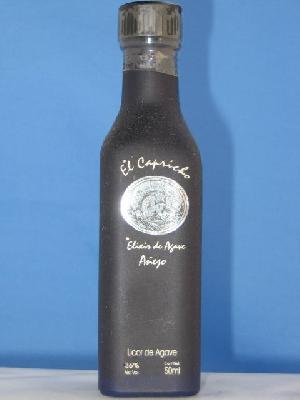 El Capricho
Elixir de Agave
Añejo
Licor de Agave
50ml